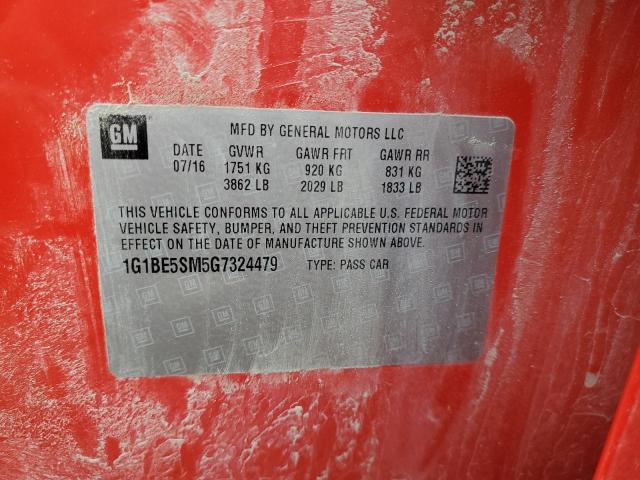 GM
MFD BY GENERAL MOTORS LLC
DATE GVWR GAWR FRT GAWR RR
07/16 1751 KG 920 KG 831 KG
3862 LB 2029 LB 1833 LB
THIS VEHICLE CONFORMS TO ALL APPLICABLE U.S. FEDERAL MOTOR
VEHICLE SAFETY, BUMPER, AND THEFT PREVENTION STANDARDS IN
EFFECT ON THE DATE OF MANUFACTURE SHOWN ABOVE.
1G1BE5SM5G7324479 TYPE: PASS CAR